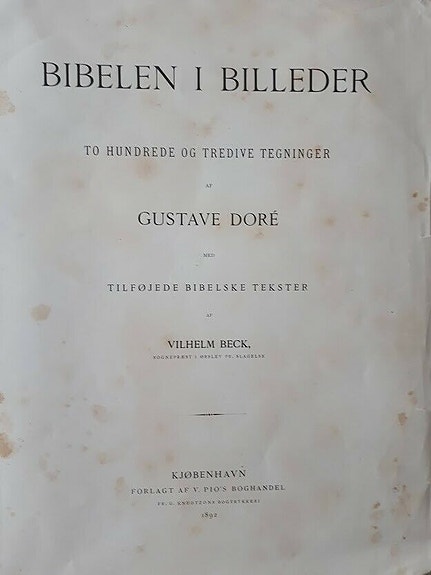 BIBELEN I BILLEDER
TO HUNDREDE OG TREDIVE TEGNINGER
AF
GUSTAVE DORÉ
MED
TILFØJEDE BIBELSKE TEKSTER
AF
VILHELM BECK,
SOGNEPRÆST I ØRSLEV PR. SLAGELSE
KJØBENHAVN
FORLAGT AF V. PIO'S BOGHANDEL
FR. G. KNUDTZONS BOGTRYKKERI
1892